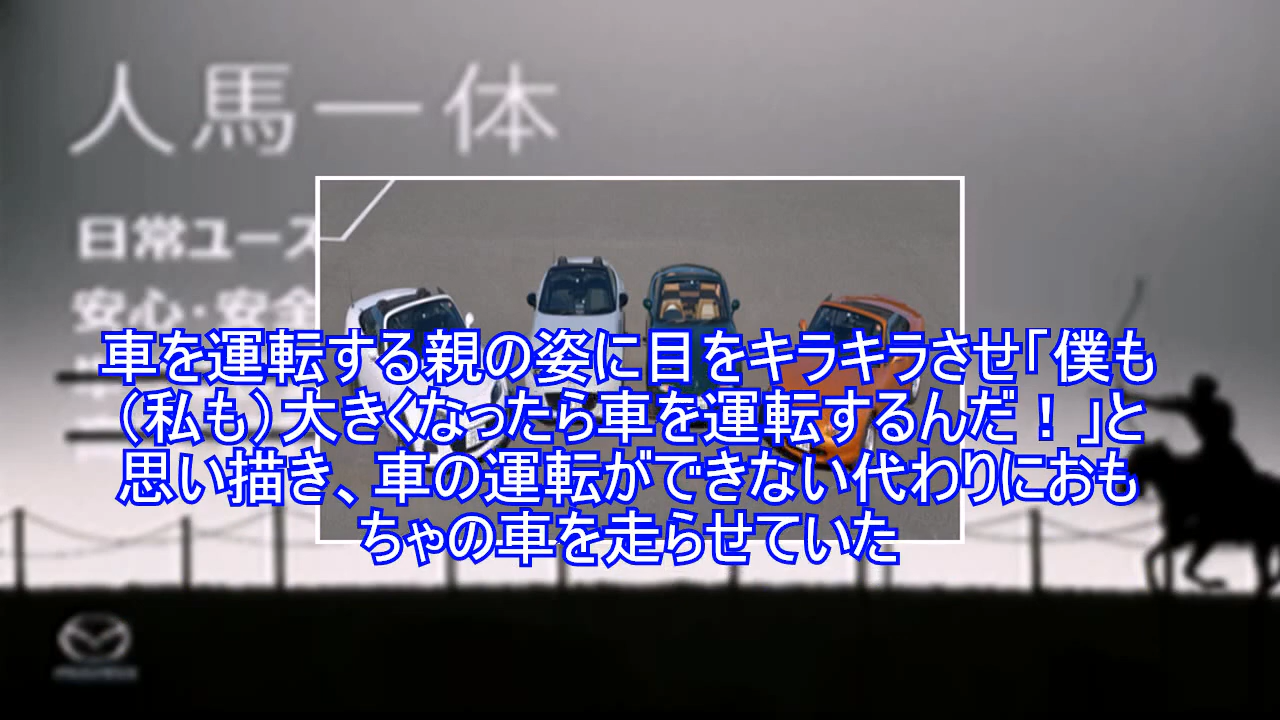 人馬一体
日常ユース
安心・安全
車を運転する親の姿に目をキラキラさせ「僕も
（私も）大きくなったら車を運転するんだ！」と
思い描き、車の運転ができない代わりにおも
ちゃの車を走らせていた